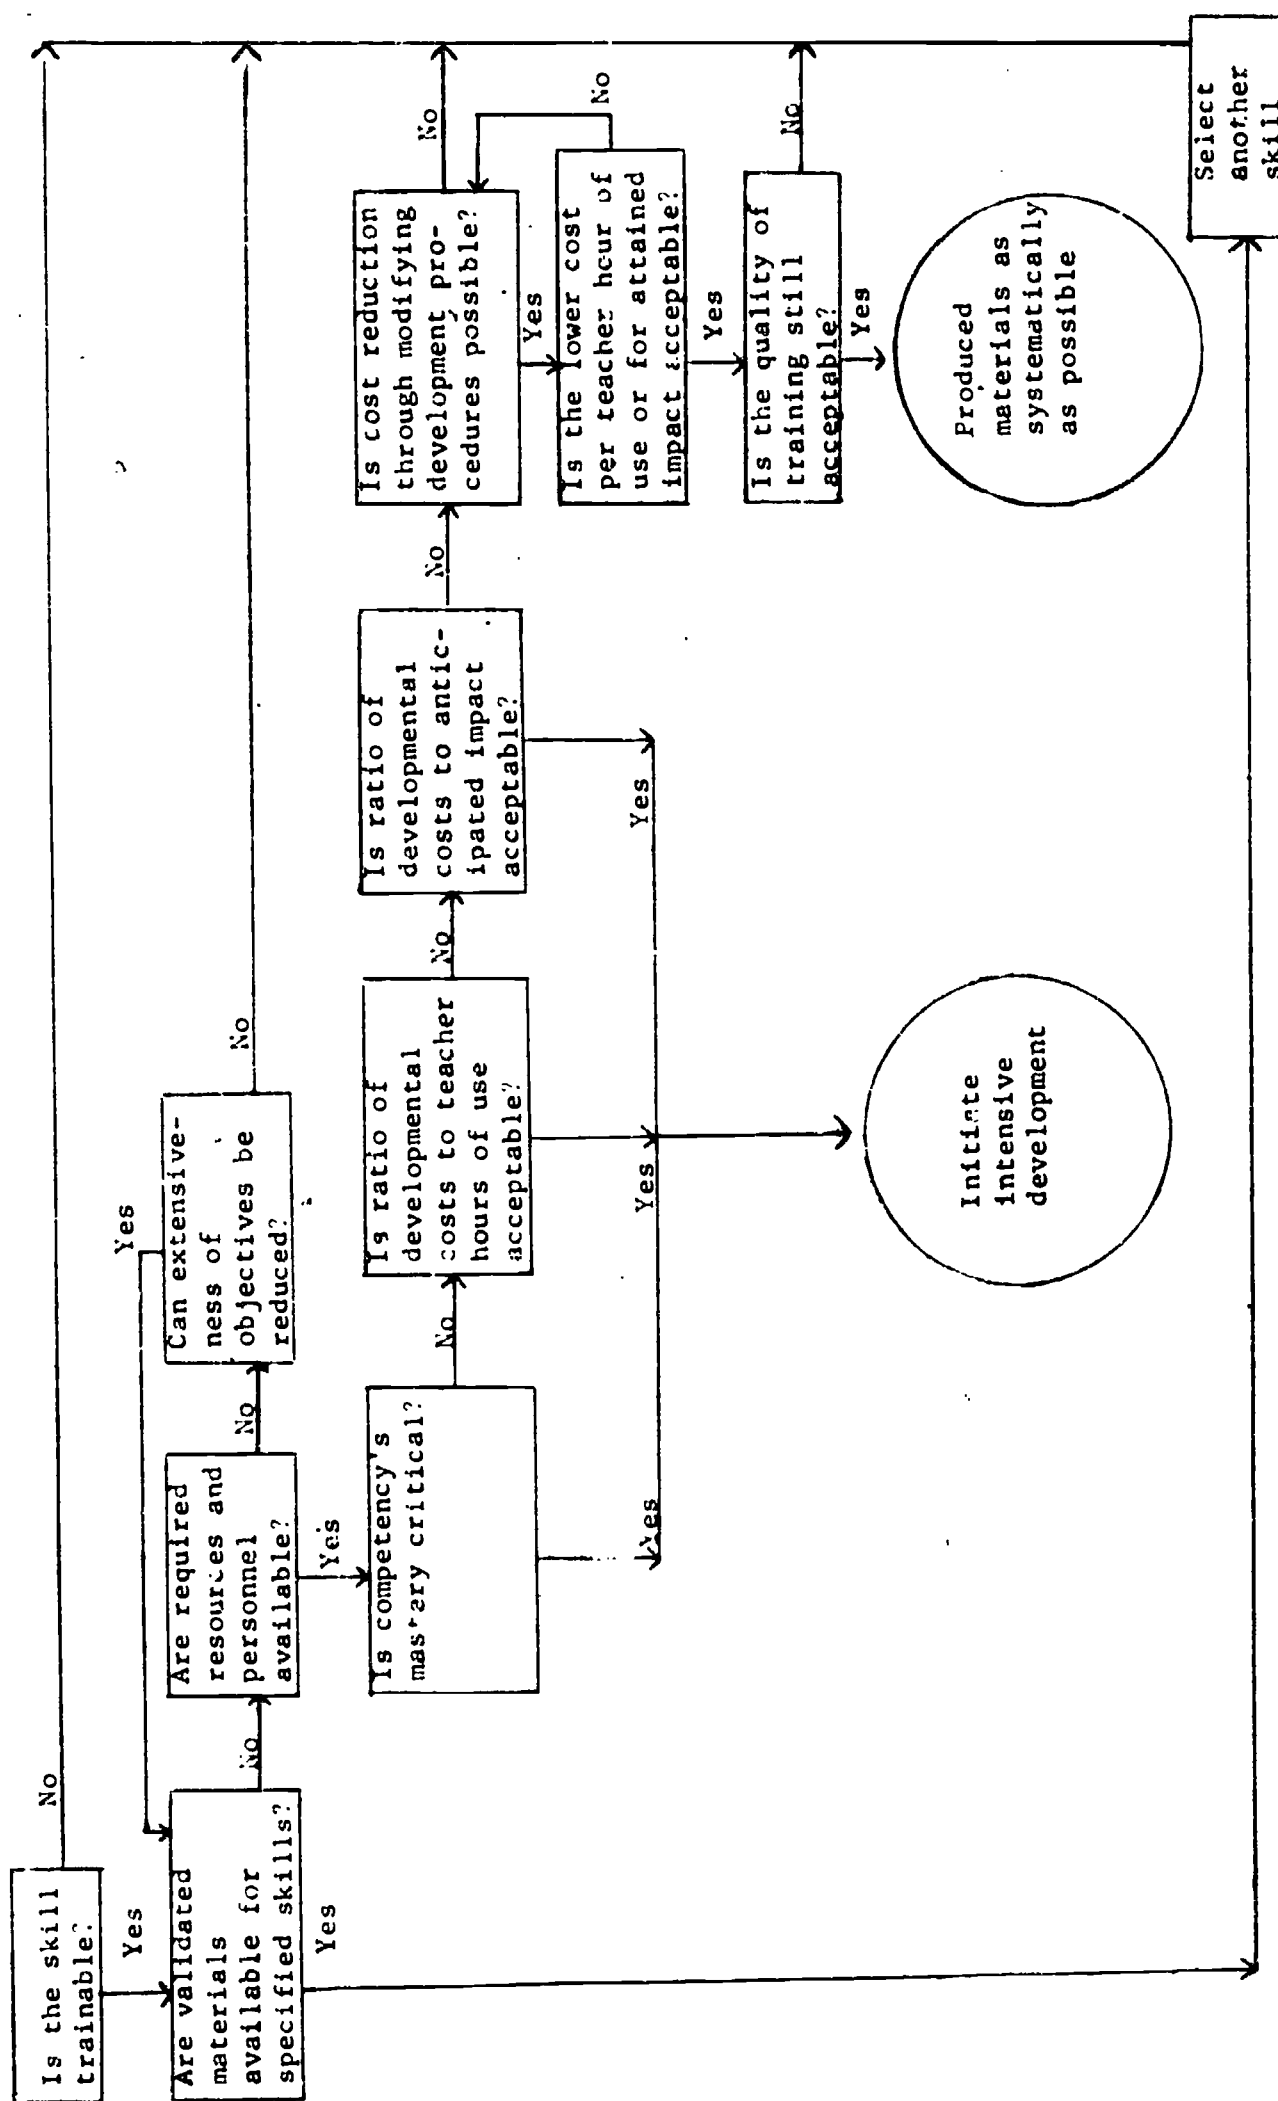 Is the skill
trainable?
No
Yes
Are validated
materials
available for
specified skills?
No
Yes
Are required
resources and
personnel
available?
No
Yes
Can extensive-
ness of
objectives be
reduced?
Yes
No
Is competency's
mastery critical?
No
Yes
Is ratio of
developmental
costs to teacher
hours of use
acceptable?
No
Yes
Is ratio of
developmental
costs to antic-
ipated impact
acceptable?
No
Yes
Is cost reduction
through modifying
development pro-
cedures possible?
No
Yes
Is the lower cost
per teacher hour of
use or for attained
impact acceptable?
No
Yes
Is the quality of
training still
acceptable?
No
Yes
Initiate
intensive
development
Produced
materials as
systematically
as possible
Select
another
skill